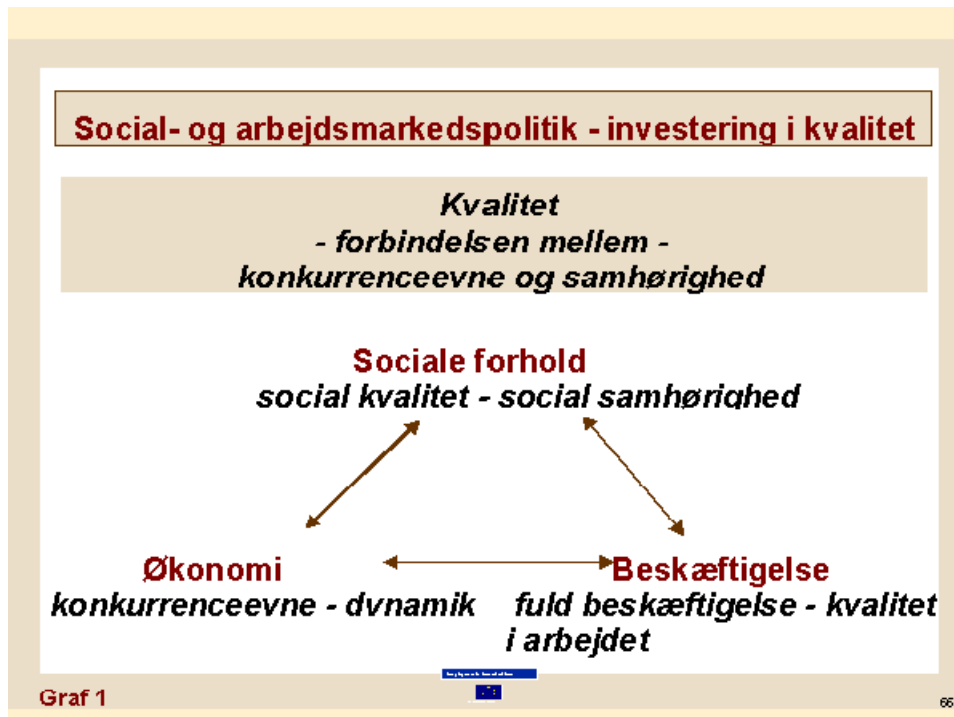 Social- og arbejdsmarkedspolitik - investering i kvalitet
Kvalitet
- forbindelsen mellem -
konkurrenceevne og samhørighed
Sociale forhold
social kvalitet - social samhørighed
Økonomi
konkurrenceevne - dynamik
Beskæftigelse
fuld beskæftigelse - kvalitet
i arbejdet
Graf 1
66